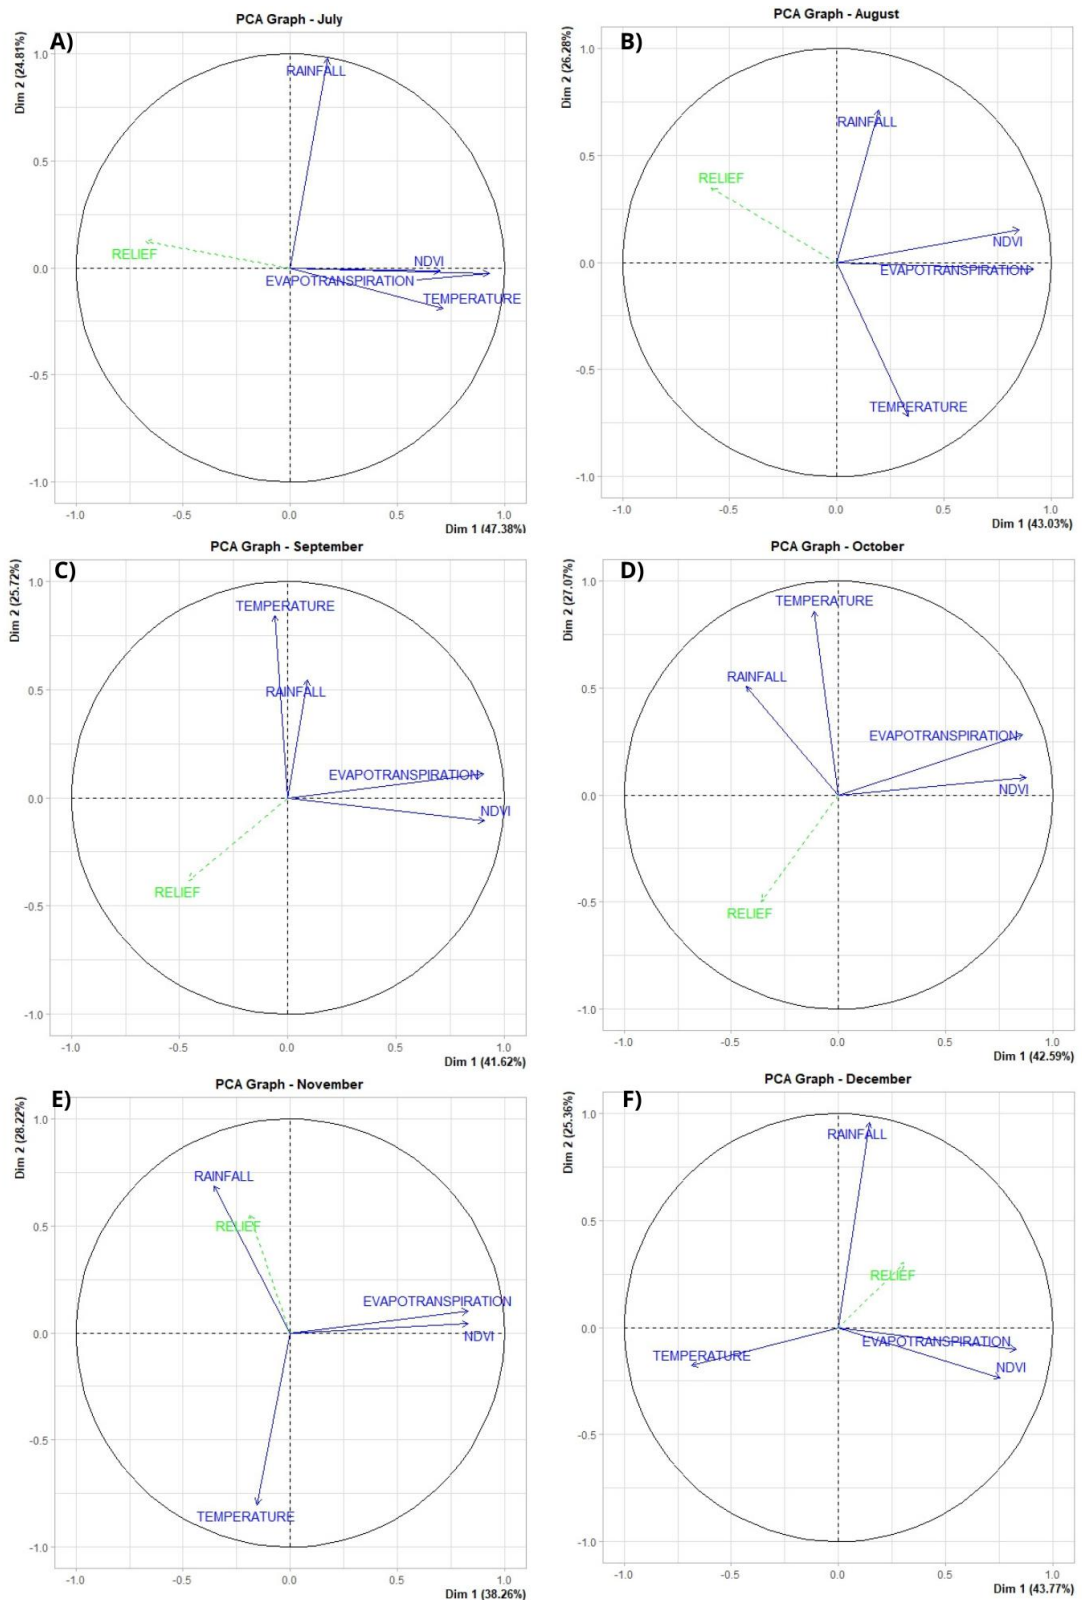 PCA Graph - July
A)
Dim 2 (24.81%)
1.0
0.5
0.0
-0.5
-1.0
RAINFALL
RELIEF
NDVI
EVAPOTRANSPIRATION
TEMPERATURE
-1.0 -0.5 0.0 0.5 1.0
Dim 1 (47.38%)
PCA Graph - August
B)
Dim 2 (26.28%)
1.0
0.5
0.0
-0.5
-1.0
RAINFALL
RELIEF
NDVI
EVAPOTRANSPIRATION
TEMPERATURE
-1.0 -0.5 0.0 0.5 1.0
Dim 1 (43.03%)
PCA Graph - September
C)
Dim 2 (25.72%)
1.0
0.5
0.0
-0.5
-1.0
TEMPERATURE
RAINFALL
EVAPOTRANSPIRATION
NDVI
RELIEF
-1.0 -0.5 0.0 0.5 1.0
Dim 1 (41.62%)
PCA Graph - October
D)
Dim 2 (27.07%)
1.0
0.5
0.0
-0.5
-1.0
TEMPERATURE
RAINFALL
EVAPOTRANSPIRATION
NDVI
RELIEF
-1.0 -0.5 0.0 0.5 1.0
Dim 1 (42.59%)
PCA Graph - November
E)
Dim 2 (28.22%)
1.0
0.5
0.0
-0.5
-1.0
RAINFALL
RELIEF
EVAPOTRANSPIRATION
NDVI
TEMPERATURE
-1.0 -0.5 0.0 0.5 1.0
Dim 1 (38.26%)
PCA Graph - December
F)
Dim 2 (25.36%)
1.0
0.5
0.0
-0.5
-1.0
RAINFALL
RELIEF
EVAPOTRANSPIRATION
TEMPERATURE
NDVI
-1.0 -0.5 0.0 0.5 1.0
Dim 1 (43.77%)